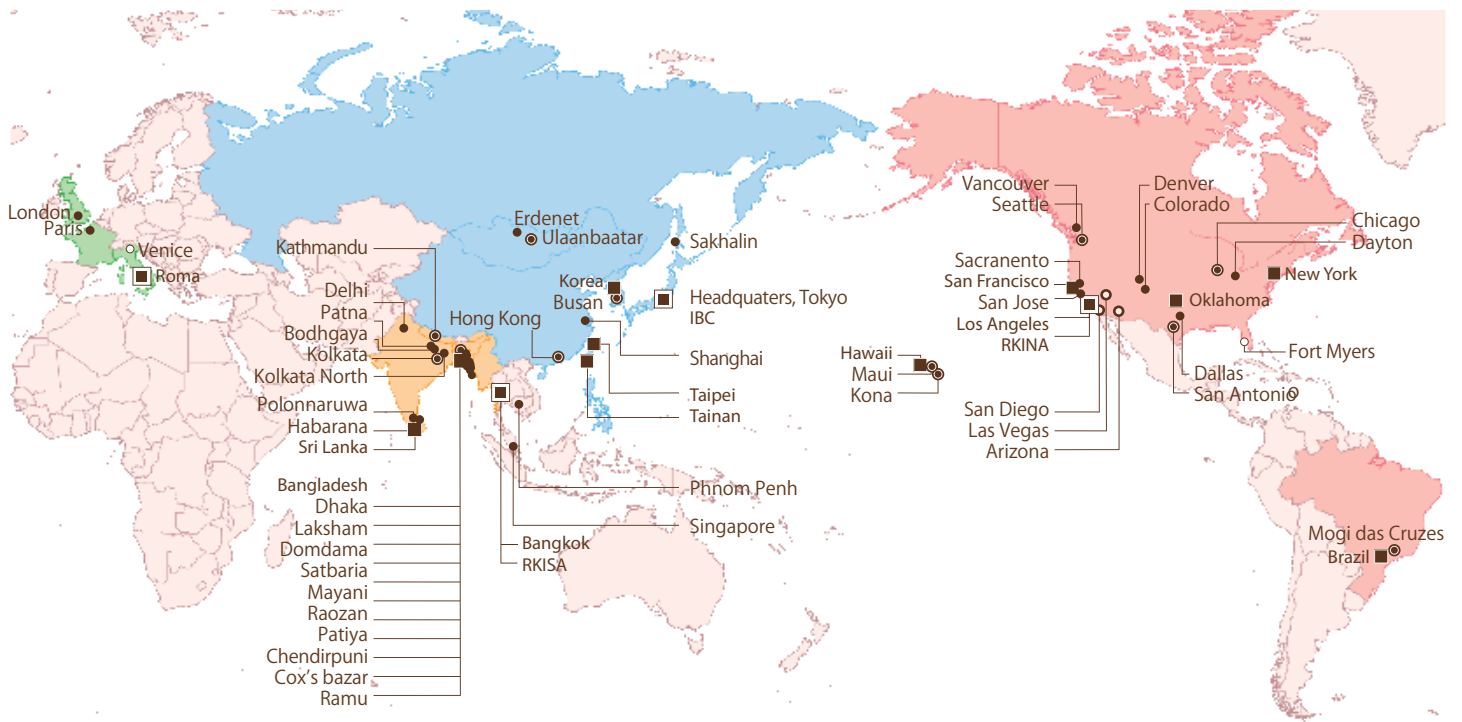 London
Paris
Venice
Roma
Kathmandu
Delhi
Patna
Bodhgaya
Kolkata
Kolkata North
Polonnaruwa
Habarana
Sri Lanka
Bangladesh
Dhaka
Laksham
Domdama
Satbaria
Mayani
Raozan
Patiya
Chendirpuni
Cox's bazar
Ramu
Erdenet
Ulaanbaatar
Sakhalin
Korea
Busan
Headquaters, Tokyo
IBC
Hong Kong
Shanghai
Taipei
Tainan
Phnom Penh
Singapore
Bangkok
RKISA
Hawaii
Maui
Kona
Vancouver
Seattle
Sacranento
San Francisco
San Jose
Los Angeles
RKINA
San Diego
Las Vegas
Arizona
Denver
Colorado
Chicago
Dayton
New York
Oklahoma
Fort Myers
Dallas
San Antonio
Mogi das Cruzes
Brazil